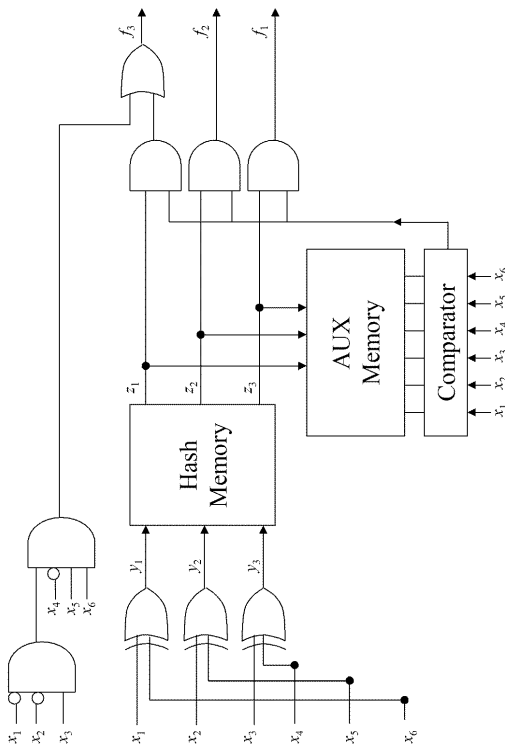 f3
f2
f1
z1
z2
z3
Hash
Memory
AUX
Memory
Comparator
x1 x2 x3 x4 x5 x6
y1
y2
y3
x4
x5
x6
x1
x2
x3
x1
x2
x3
x4
x5
x6